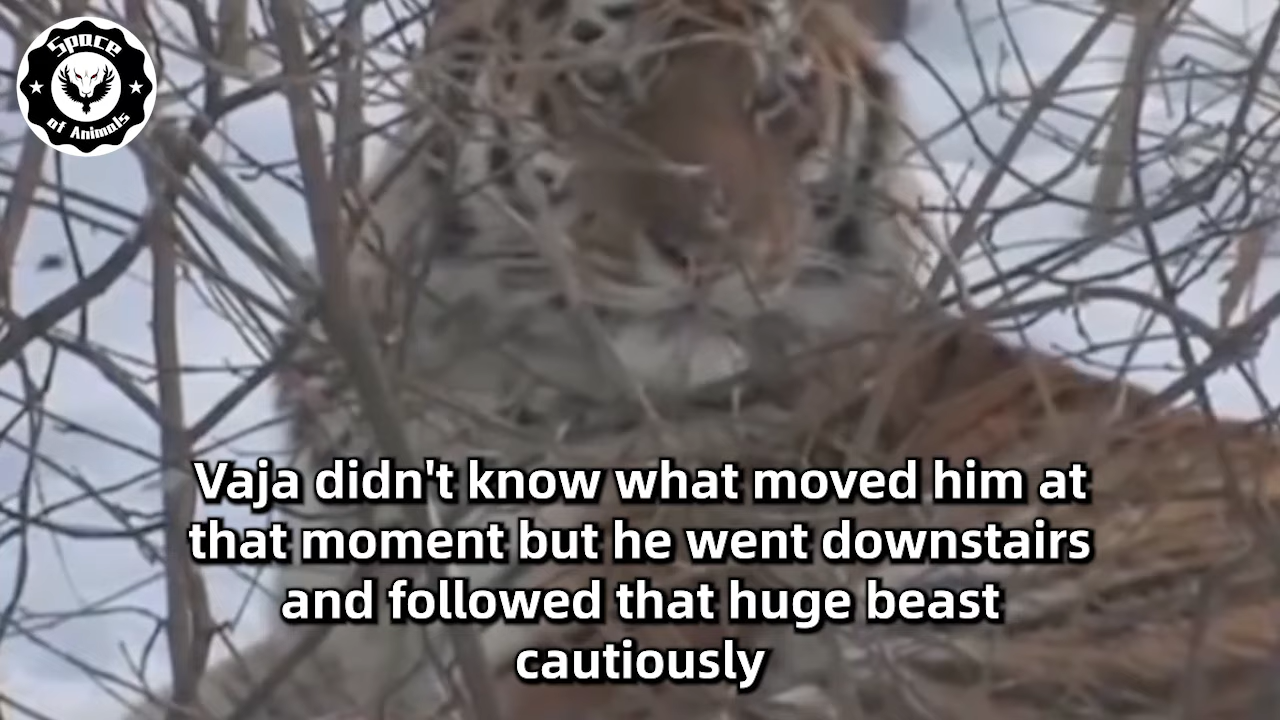 Space
of Animals
Vaja didn't know what moved him at
that moment but he went downstairs
and followed that huge beast
cautiously